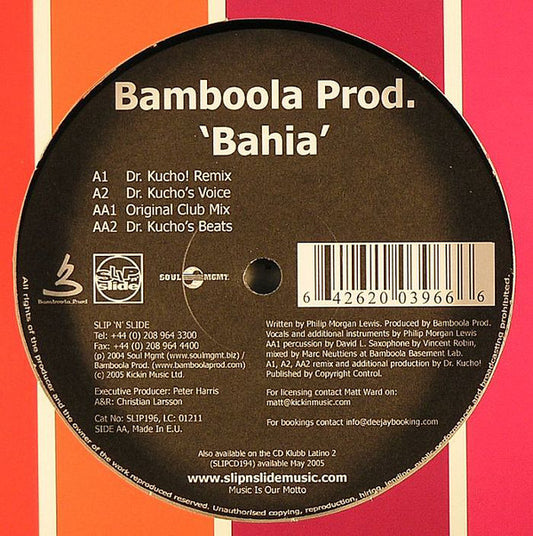 Bamboola Prod.
'Bahia'
A1 Dr. Kucho! Remix
A2 Dr. Kucho's Voice
AA1 Original Club Mix
AA2 Dr. Kucho's Beats
Bamboola Prod
SLIP 'N' slide
SOUL MGMT.
6 42620 03966 6
SLIP 'N' SLIDE
Tel: +44 (0) 208 964 3300
Fax: +44 (0) 208 964 4400
(p) 2004 Soul Mgmt (www.soulmgmt.biz) /
Bamboola Prod. (www.bamboolaprod.com)
(c) 2005 Kickin Music Ltd.
Executive Producer: Peter Harris
A&R: Christian Larsson
Cat No: SLIP196, LC: 01211
SIDE AA, Made In E.U.
Written by Philip Morgan Lewis. Produced by Bamboola Prod.
Vocals and additional instruments by Philip Morgan Lewis
AA1 percussion by David L. Saxophone by Vincent Robin,
mixed by Marc Neuttiens at Bamboola Basement Lab.
A1, A2, AA2 remix and additional production by Dr. Kucho!
Published by Copyright Control.
For licensing contact Matt Ward on:
matt@kickinmusic.com
For bookings contact info@deejaybooking.com
Also available on the CD Klubb Latino 2
(SLIPCD194) available May 2005
www.slipnslidemusic.com
Music Is Our Motto
All rights of the producer and the owner of the work reproduced reserved. Unauthorised copying, reproduction, hiring, lending, public performance and broadcasting prohibited.